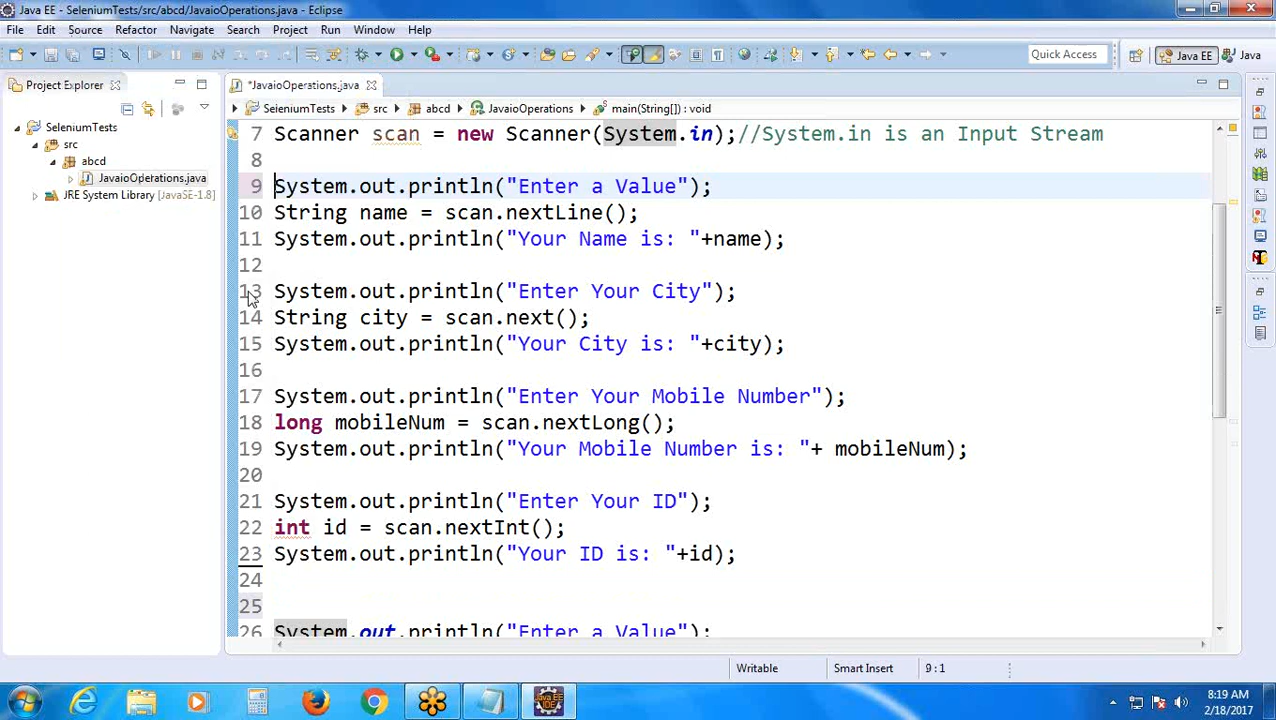 Java EE - SeleniumTests/src/abcd/JavaioOperations.java - Eclipse
File Edit Source Refactor Navigate Search Project Run Window Help
Quick Access Java EE Java
Project Explorer *JavaioOperations.java
SeleniumTests src abcd JavaioOperations main(String[]) : void
SeleniumTests
src
abcd
JavaioOperations.java
JRE System Library [JavaSE-1.8]
7 Scanner scan = new Scanner(System.in);//System.in is an Input Stream
8
9 System.out.println("Enter a Value");
10 String name = scan.nextLine();
11 System.out.println("Your Name is: "+name);
12
13 System.out.println("Enter Your City");
14 String city = scan.next();
15 System.out.println("Your City is: "+city);
16
17 System.out.println("Enter Your Mobile Number");
18 long mobileNum = scan.nextLong();
19 System.out.println("Your Mobile Number is: "+ mobileNum);
20
21 System.out.println("Enter Your ID");
22 int id = scan.nextInt();
23 System.out.println("Your ID is: "+id);
24
25
26 System.out.println("Enter a Value");
Writable Smart Insert 9 : 1
Java EE
IDE
8:19 AM
2/18/2017